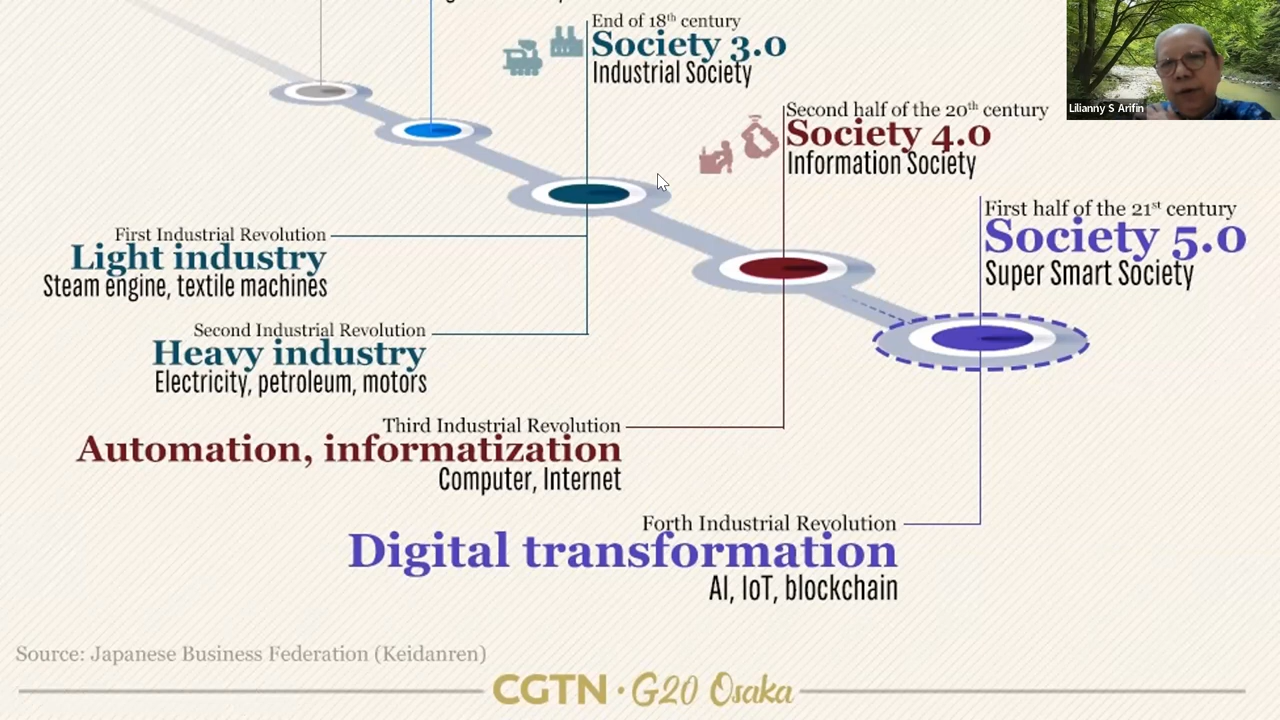 End of 18th century
Society 3.0
Industrial Society
Lilianny S Arifin
Second half of the 20th century
Society 4.0
Information Society
First half of the 21st century
Society 5.0
Super Smart Society
First Industrial Revolution
Light industry
Steam engine, textile machines
Second Industrial Revolution
Heavy industry
Electricity, petroleum, motors
Third Industrial Revolution
Automation, informatization
Computer, Internet
Forth Industrial Revolution
Digital transformation
AI, IoT, blockchain
Source: Japanese Business Federation (Keidanren)
CGTN · G20 Osaka